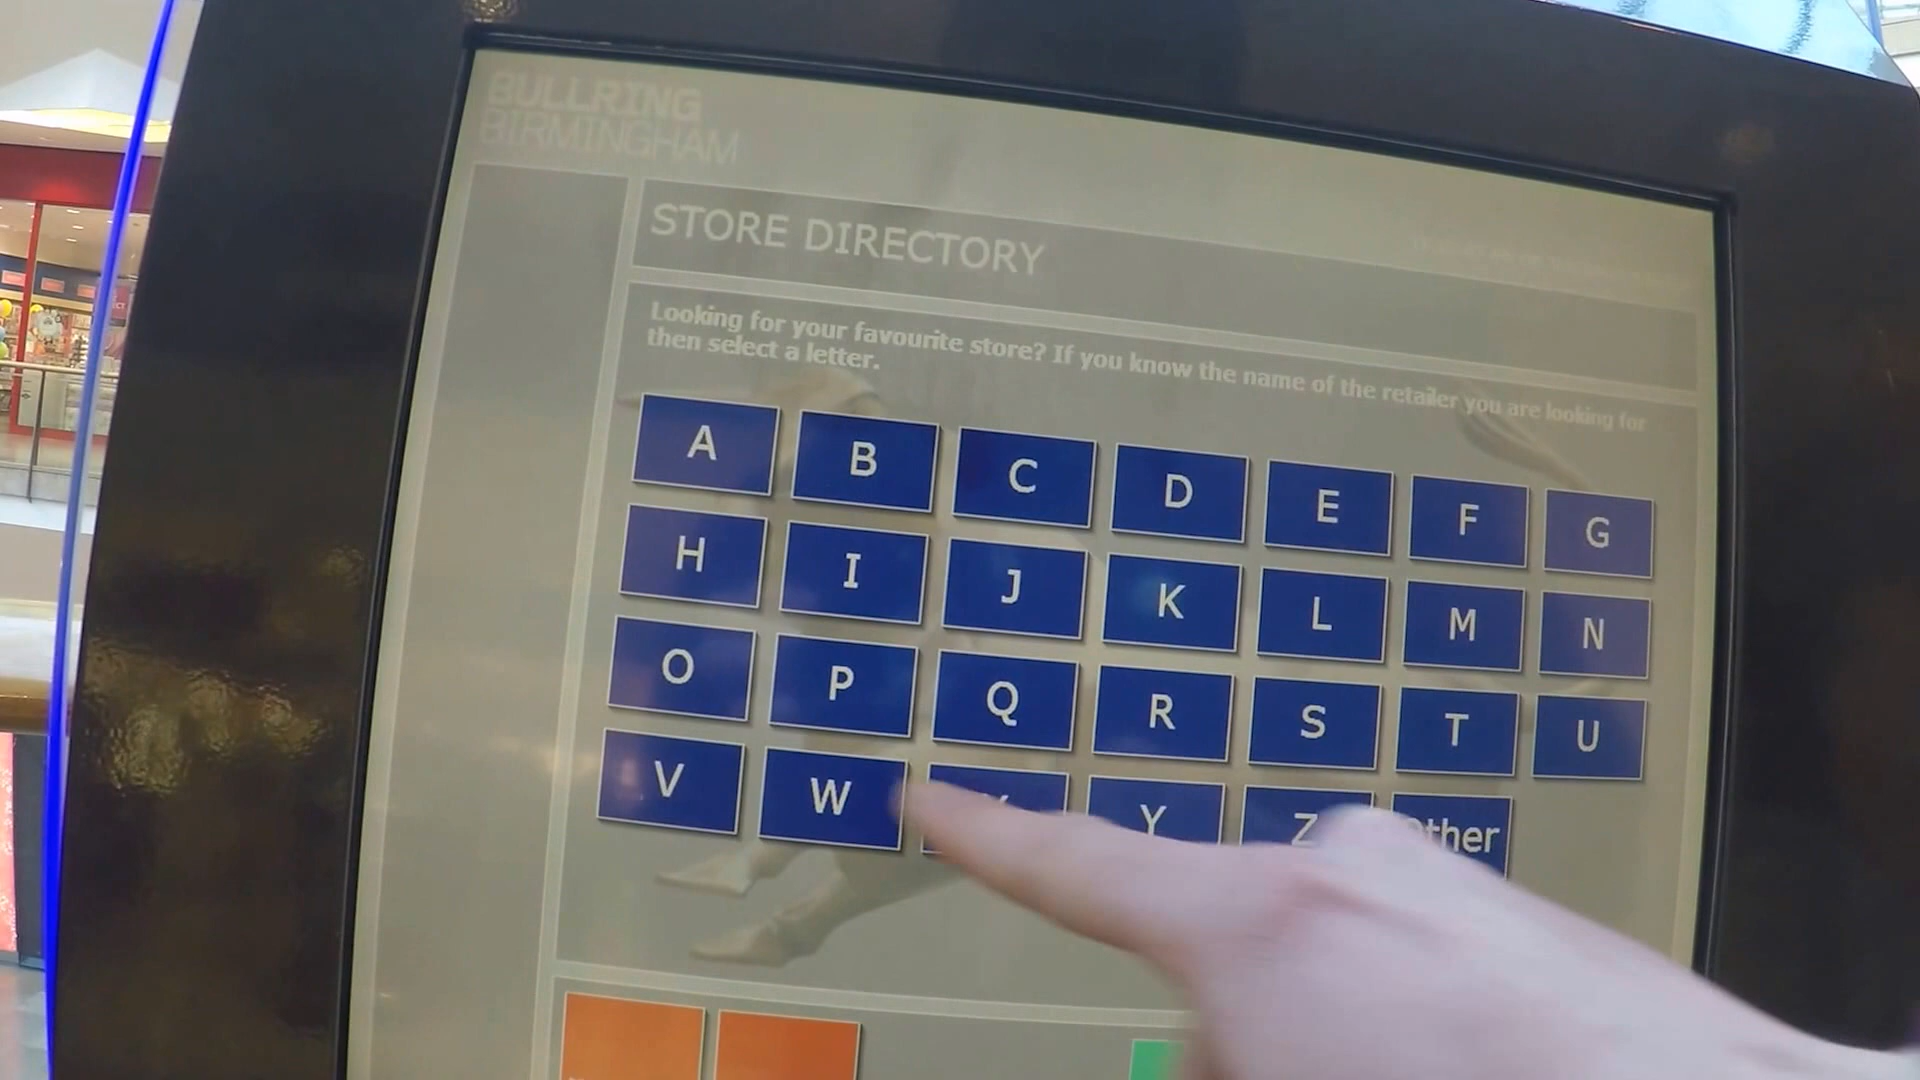 BULLRING
BIRMINGHAM
STORE DIRECTORY
Looking for your favourite store? If you know the name of the retailer you are looking for
then select a letter.
A B C D E F G
H I J K L M N
O P Q R S T U
V W Y Z Other